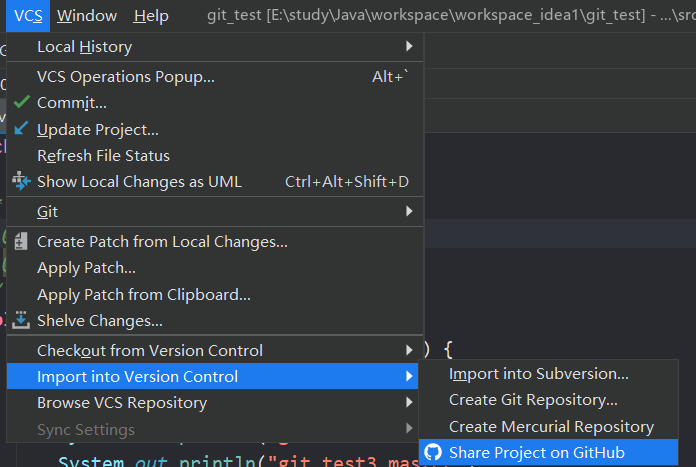 VCS Window Help git_test [E:\study\Java\workspace\workspace_idea1\git_test] - ...\src
Local History
VCS Operations Popup... Alt+`
Commit...
Update Project...
Refresh File Status
Show Local Changes as UML Ctrl+Alt+Shift+D
Git
Create Patch from Local Changes...
Apply Patch...
Apply Patch from Clipboard...
Shelve Changes...
Checkout from Version Control ) {
Import into Version Control
Import into Subversion...
Browse VCS Repository
Create Git Repository...
Sync Settings
Create Mercurial Repository
Share Project on GitHub
System.out.println("git test3